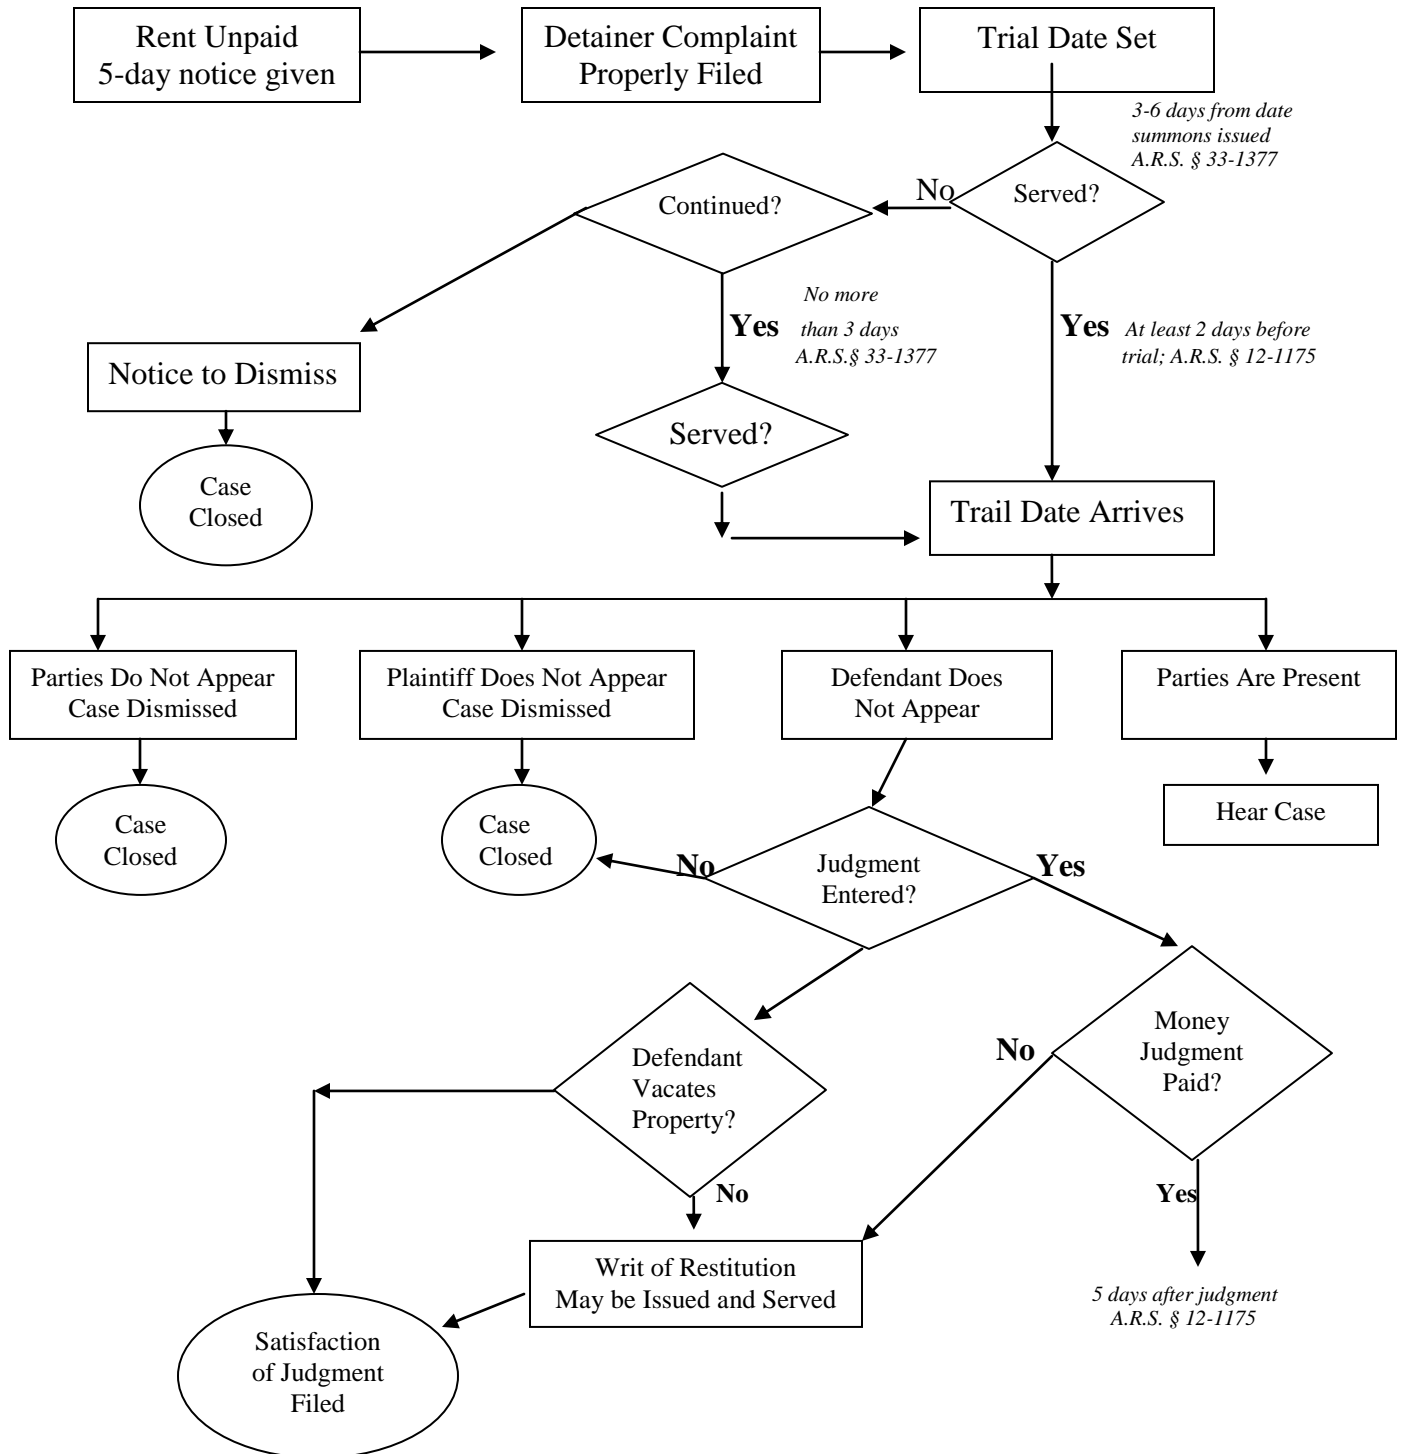 Rent Unpaid
5-day notice given
Detainer Complaint
Properly Filed
Trial Date Set
3-6 days from date
summons issued
A.R.S. § 33-1377
Served?
No
Continued?
No more
Yes
than 3 days
A.R.S.§ 33-1377
Yes
At least 2 days before
trial; A.R.S. § 12-1175
Notice to Dismiss
Served?
Case
Closed
Trail Date Arrives
Parties Do Not Appear
Case Dismissed
Plaintiff Does Not Appear
Case Dismissed
Defendant Does
Not Appear
Parties Are Present
Case
Closed
Case
Closed
Hear Case
No
Judgment
Entered?
Yes
Defendant
Vacates
Property?
No
Money
Judgment
Paid?
No
Yes
Writ of Restitution
May be Issued and Served
5 days after judgment
A.R.S. § 12-1175
Satisfaction
of Judgment
Filed